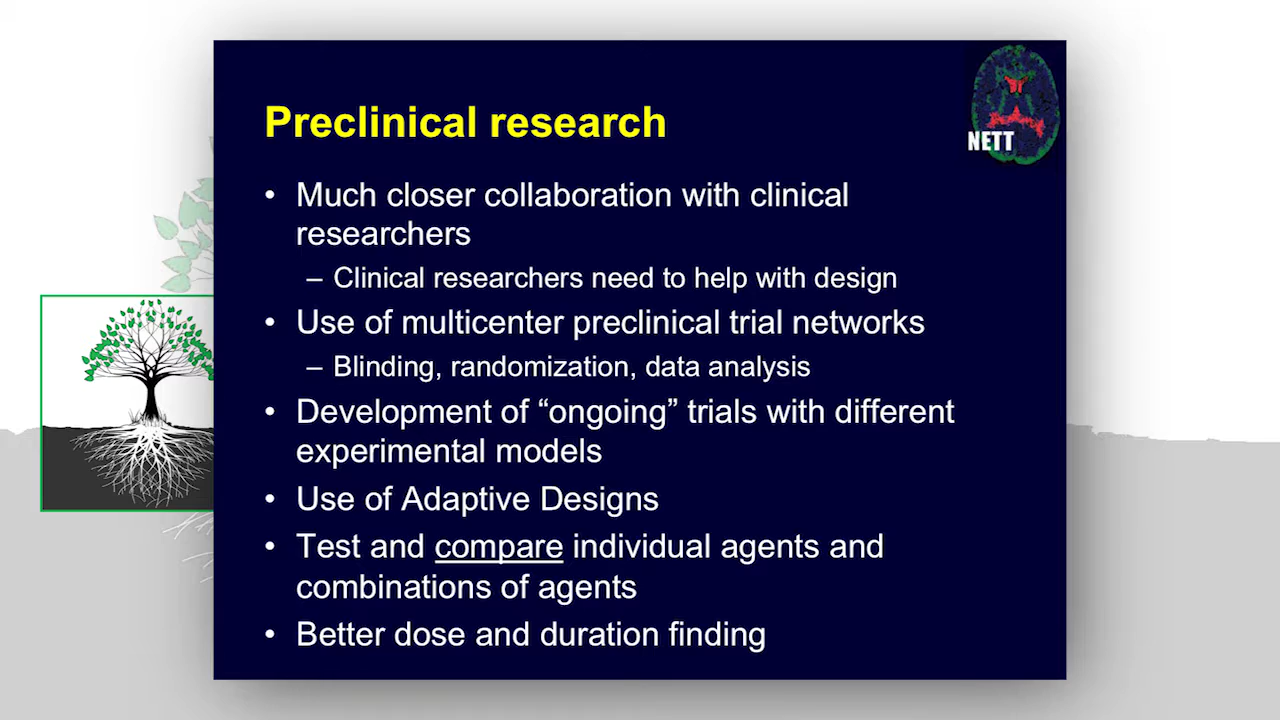 Preclinical research
NETT
• Much closer collaboration with clinical
researchers
– Clinical researchers need to help with design
• Use of multicenter preclinical trial networks
– Blinding, randomization, data analysis
• Development of “ongoing” trials with different
experimental models
• Use of Adaptive Designs
• Test and compare individual agents and
combinations of agents
• Better dose and duration finding